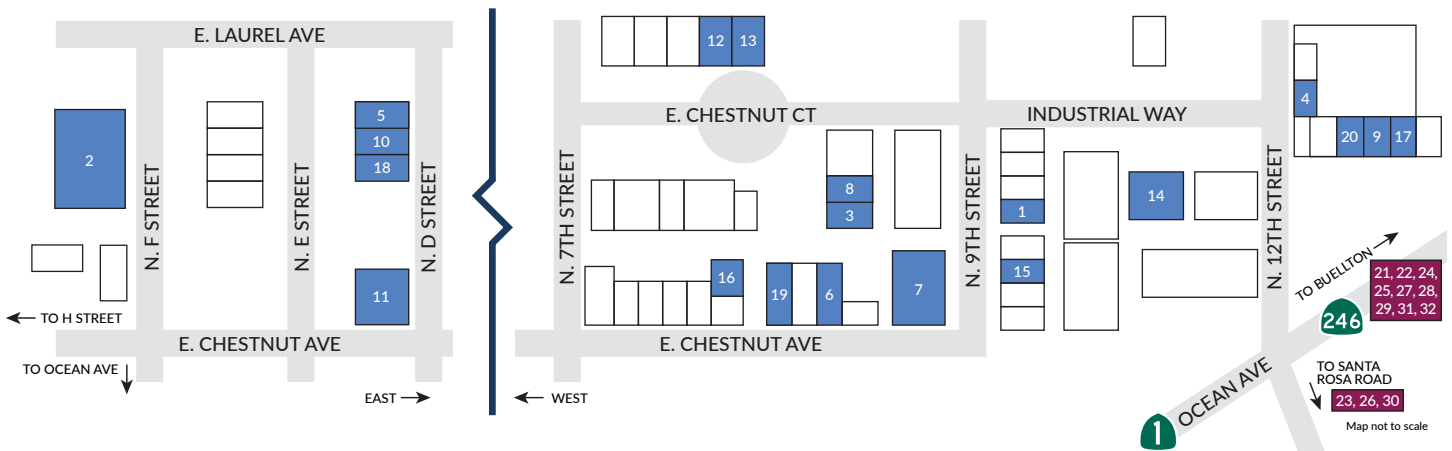 E. LAUREL AVE
2
5
10
18
11
N. F STREET
N. E STREET
N. D STREET
TO H STREET
E. CHESTNUT AVE
TO OCEAN AVE
EAST
WEST
12
13
E. CHESTNUT CT
INDUSTRIAL WAY
N. 7TH STREET
8
3
16
19
6
7
E. CHESTNUT AVE
N. 9TH STREET
1
15
14
N. 12TH STREET
4
20
9
17
TO BUELLTON
21, 22, 24,
25, 27, 28,
29, 31, 32
246
OCEAN AVE
1
TO SANTA
ROSA ROAD
23, 26, 30
Map not to scale